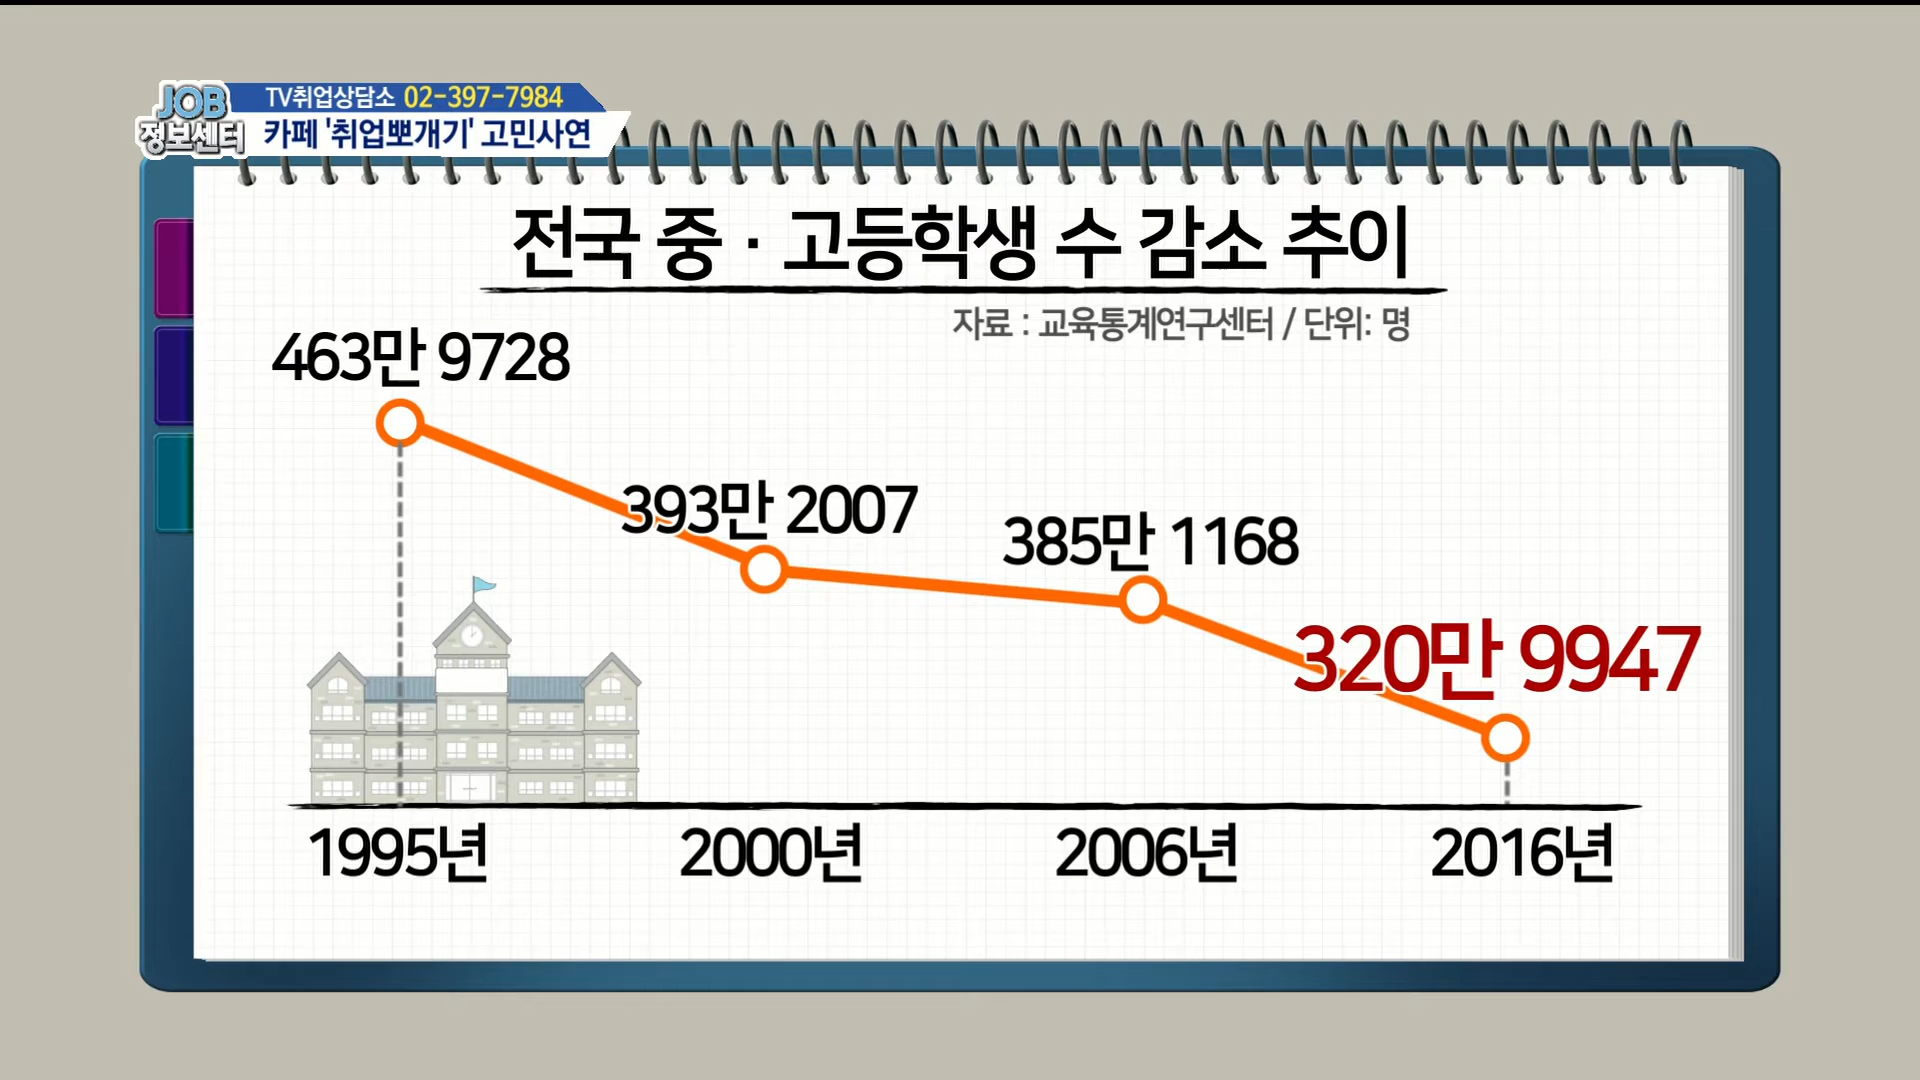 JOB
정보센터
TV취업상담소 02-397-7984
카페 '취업뽀개기' 고민사연
전국 중 · 고등학생 수 감소 추이
자료 : 교육통계연구센터 / 단위: 명
463만 9728
393만 2007
385만 1168
320만 9947
1995년
2000년
2006년
2016년